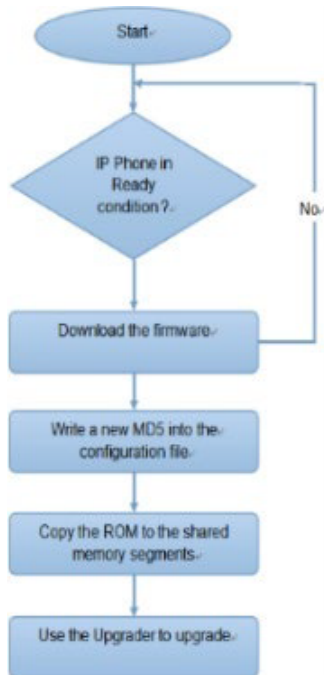 Start
IP Phone in
Ready
condition?
No
Download the firmware
Write a new MD5 into the
configuration file
Copy the ROM to the shared
memory segments
Use the Upgrader to upgrade